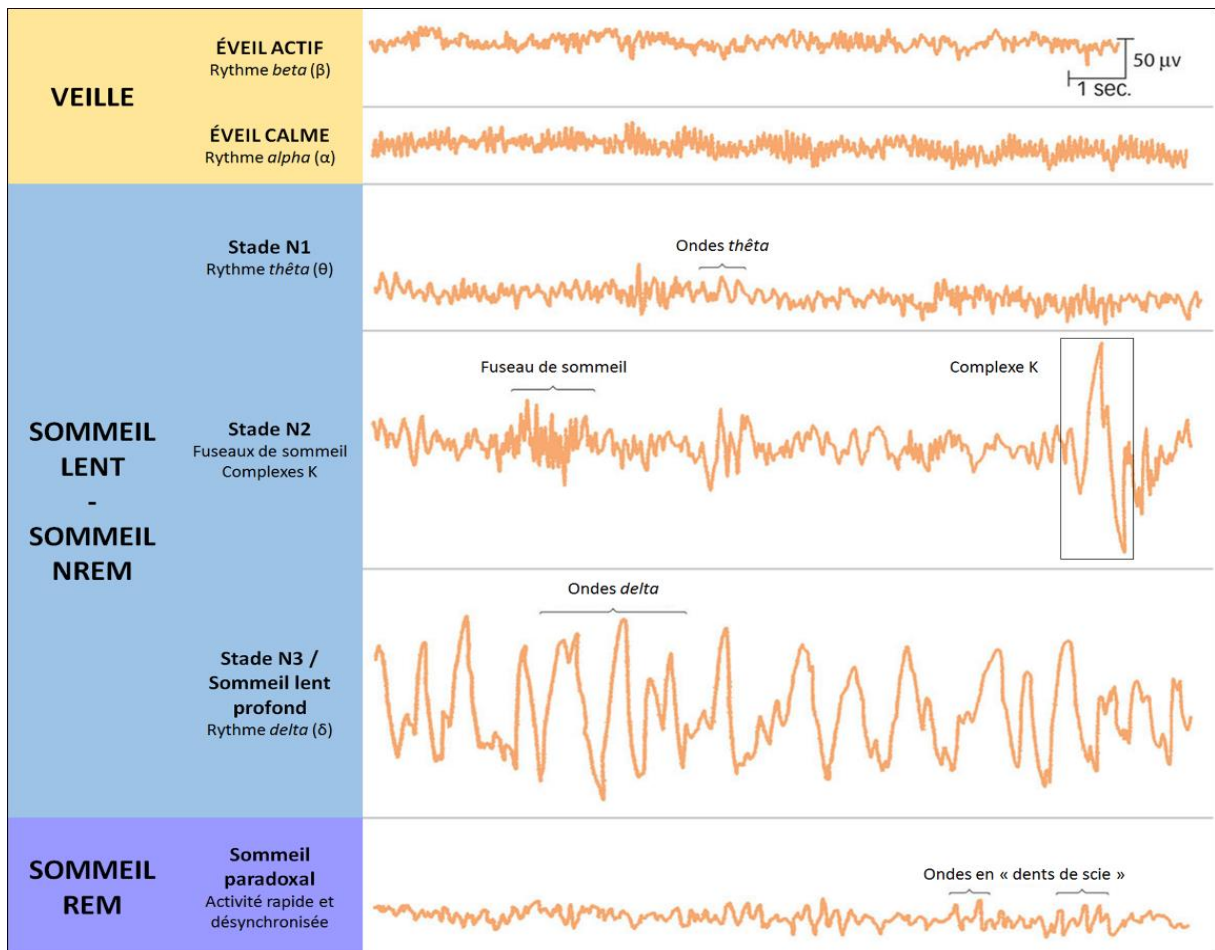 VEILLE
ÉVEIL ACTIF
Rythme beta (β)
50 μv
1 sec.
ÉVEIL CALME
Rythme alpha (α)
SOMMEIL
LENT
-
SOMMEIL
NREM
Stade N1
Rythme thêta (θ)
Ondes thêta
Stade N2
Fuseaux de sommeil
Complexes K
Fuseau de sommeil
Complexe K
Stade N3 /
Sommeil lent
profond
Rythme delta (δ)
Ondes delta
SOMMEIL
REM
Sommeil
paradoxal
Activité rapide et
désynchronisée
Ondes en « dents de scie »